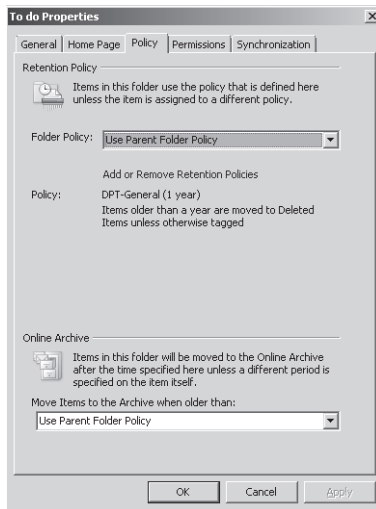 To do Properties
General
Home Page
Policy
Permissions
Synchronization
Retention Policy
Items in this folder use the policy that is defined here
unless the item is assigned to a different policy.
Folder Policy:
Use Parent Folder Policy
Add or Remove Retention Policies
Policy:
DPT-General (1 year)
Items older than a year are moved to Deleted
Items unless otherwise tagged
Online Archive
Items in this folder will be moved to the Online Archive
after the time specified here unless a different period is
specified on the item itself.
Move Items to the Archive when older than:
Use Parent Folder Policy
OK
Cancel
Apply